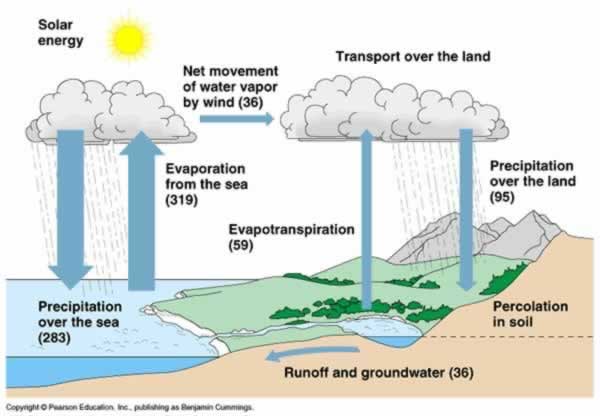 Solar
energy
Transport over the land
Net movement
of water vapor
by wind (36)
Evaporation
from the sea
(319)
Precipitation
over the land
(95)
Evapotranspiration
(59)
Precipitation
over the sea
(283)
Percolation
in soil
Runoff and groundwater (36)
Copyright © Pearson Education, Inc., publishing as Benjamin Cummings.